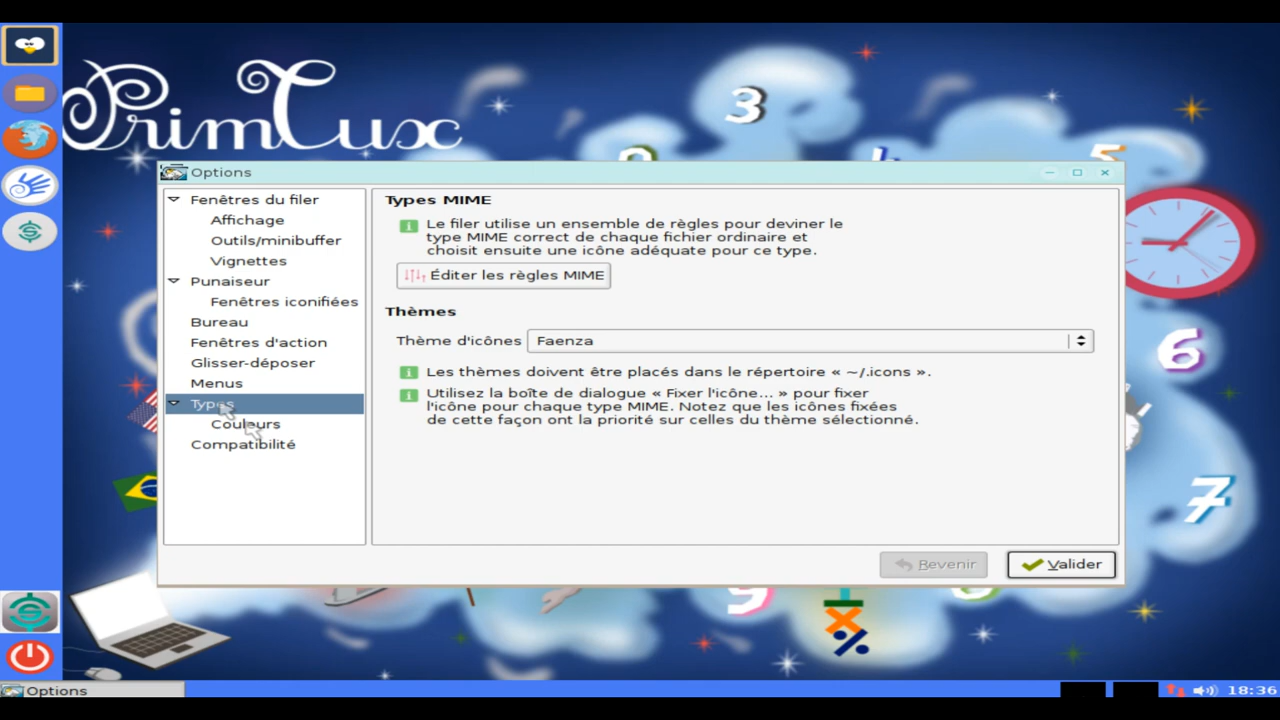 PrimTux
3
5
6
7
9
%
Options
Fenêtres du filer
Affichage
Outils/minibuffer
Vignettes
Punaiseur
Fenêtres iconifiées
Bureau
Fenêtres d'action
Glisser-déposer
Menus
Types
Couleurs
Compatibilité
Types MIME
Le filer utilise un ensemble de règles pour deviner le
type MIME correct de chaque fichier ordinaire et
choisit ensuite une icône adéquate pour ce type.
Éditer les règles MIME
Thèmes
Thème d'icônes Faenza
Les thèmes doivent être placés dans le répertoire « ~/.icons ».
Utilisez la boîte de dialogue « Fixer l'icône... » pour fixer
l'icône pour chaque type MIME. Notez que les icônes fixées
de cette façon ont la priorité sur celles du thème sélectionné.
Revenir
Valider
Options
18:36